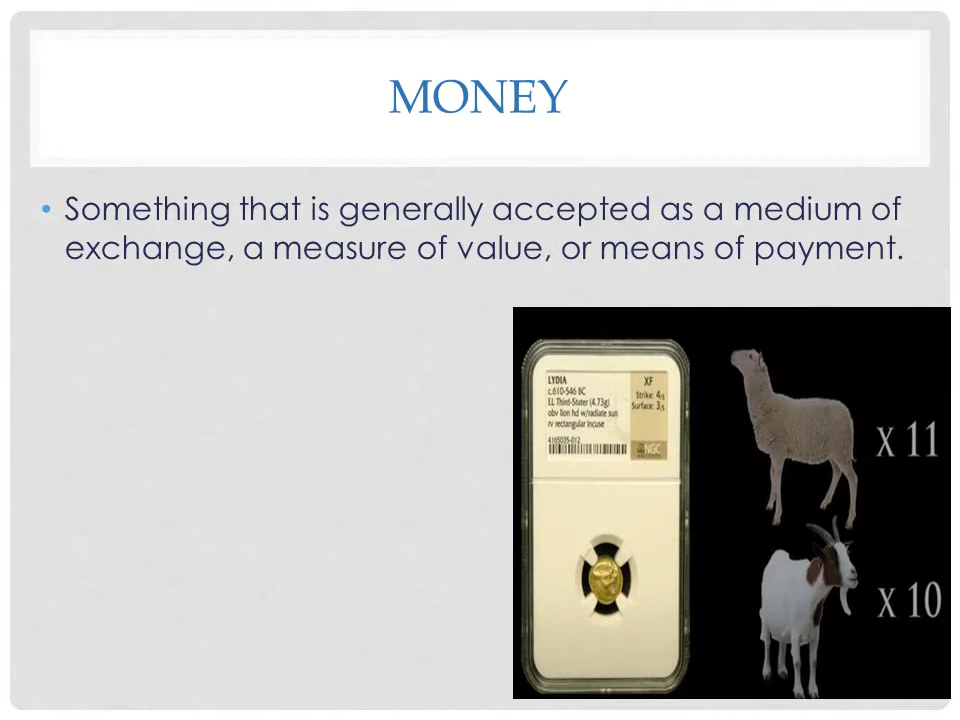 MONEY
• Something that is generally accepted as a medium of
exchange, a measure of value, or means of payment.
LYDIA
c.610-546 BC
EL Third-Stater (4.73g)
obv lion hd w/radiate sun
rv rectangular incuse
4165035-012
XF
Strike: 4/5
Surface: 3/5
NGC
x 11
x 10